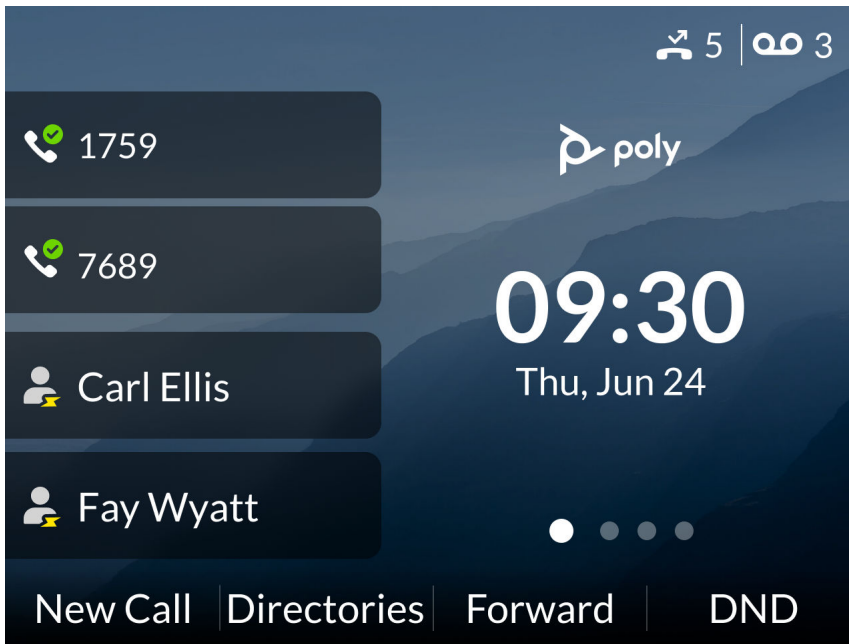 5 3
1759
poly
7689
09:30
Thu, Jun 24
Carl Ellis
Fay Wyatt
New Call Directories Forward DND